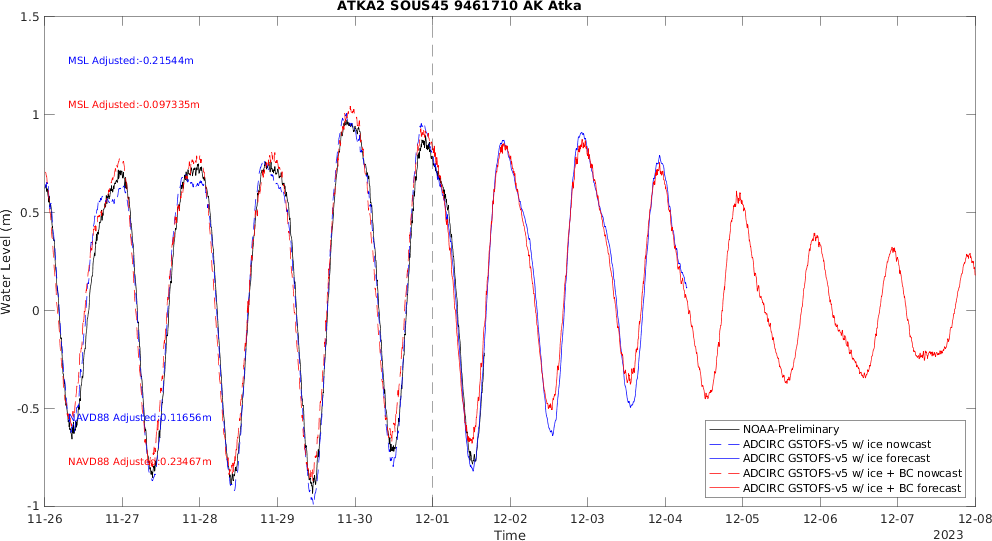 ATKA2 SOUS45 9461710 AK Atka
1.5
1
0.5
0
-0.5
-1
Water Level (m)
MSL Adjusted:-0.21544m
MSL Adjusted:-0.097335m
NAVD88 Adjusted:0.11656m
NAVD88 Adjusted:0.23467m
NOAA-Preliminary
ADCIRC GSTOFS-v5 w/ ice nowcast
ADCIRC GSTOFS-v5 w/ ice forecast
ADCIRC GSTOFS-v5 w/ ice + BC nowcast
ADCIRC GSTOFS-v5 w/ ice + BC forecast
11-26 11-27 11-28 11-29 11-30 12-01 12-02 12-03 12-04 12-05 12-06 12-07 12-08
Time
2023